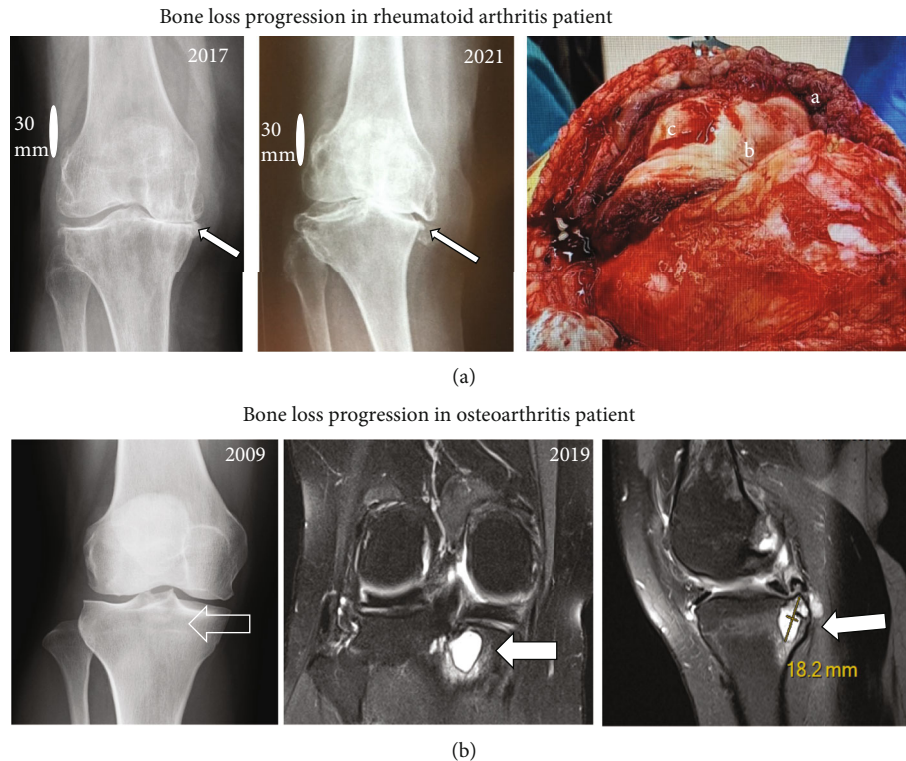 Bone loss progression in rheumatoid arthritis patient
2017
30
mm
2021
30
mm
a
c
b
(a)
Bone loss progression in osteoarthritis patient
2009
2019
18.2 mm
(b)